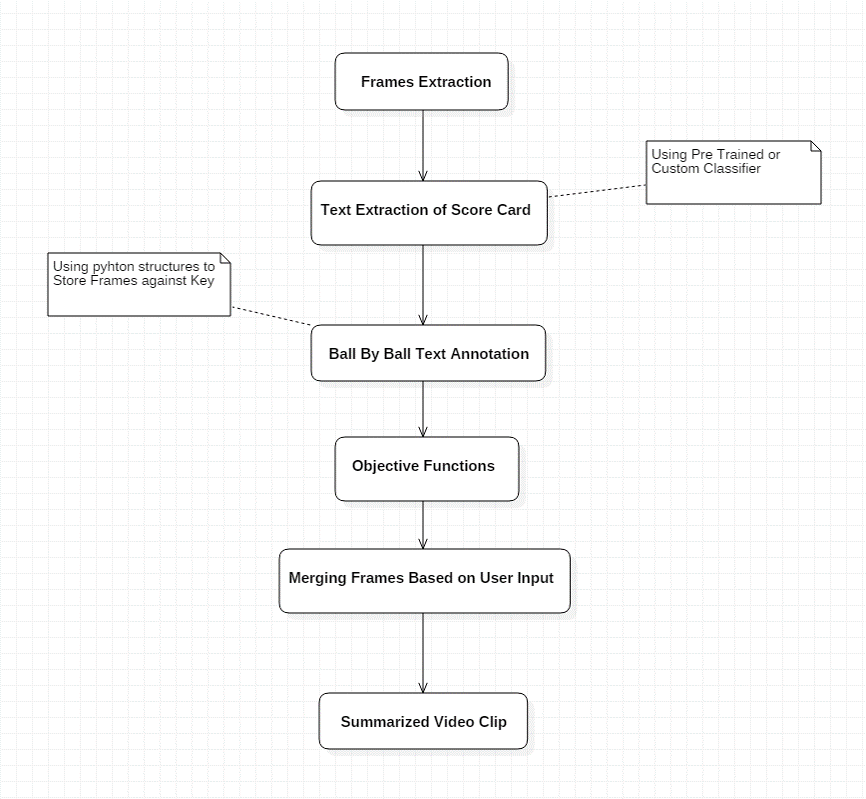 Frames Extraction
Using Pre Trained or
Custom Classifier
Text Extraction of Score Card
Using pyhton structures to
Store Frames against Key
Ball By Ball Text Annotation
Objective Functions
Merging Frames Based on User Input
Summarized Video Clip